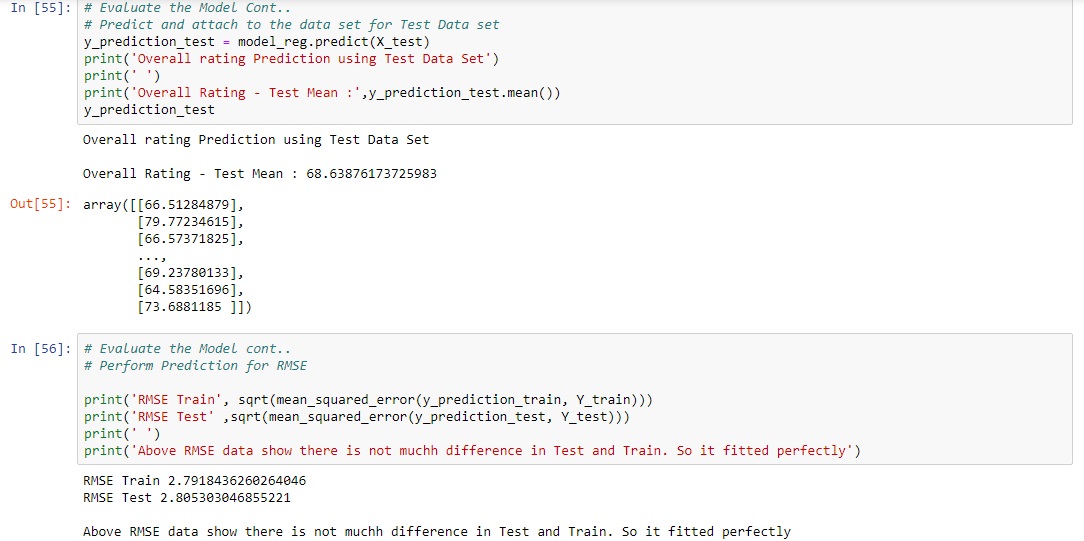 In [55]: # Evaluate the Model Cont..
# Predict and attach to the data set for Test Data set
y_prediction_test = model_reg.predict(X_test)
print('Overall rating Prediction using Test Data Set')
print(' ')
print('Overall Rating - Test Mean :',y_prediction_test.mean())
y_prediction_test
Overall rating Prediction using Test Data Set
Overall Rating - Test Mean : 68.63876173725983
Out[55]: array([[66.51284879],
[79.77234615],
[66.57371825],
...,
[69.23780133],
[64.58351696],
[73.6881185 ]])
In [56]: # Evaluate the Model cont..
# Perform Prediction for RMSE
print('RMSE Train', sqrt(mean_squared_error(y_prediction_train, Y_train)))
print('RMSE Test' ,sqrt(mean_squared_error(y_prediction_test, Y_test)))
print(' ')
print('Above RMSE data show there is not muchh difference in Test and Train. So it fitted perfectly')
RMSE Train 2.7918436260264046
RMSE Test 2.805303046855221
Above RMSE data show there is not muchh difference in Test and Train. So it fitted perfectly